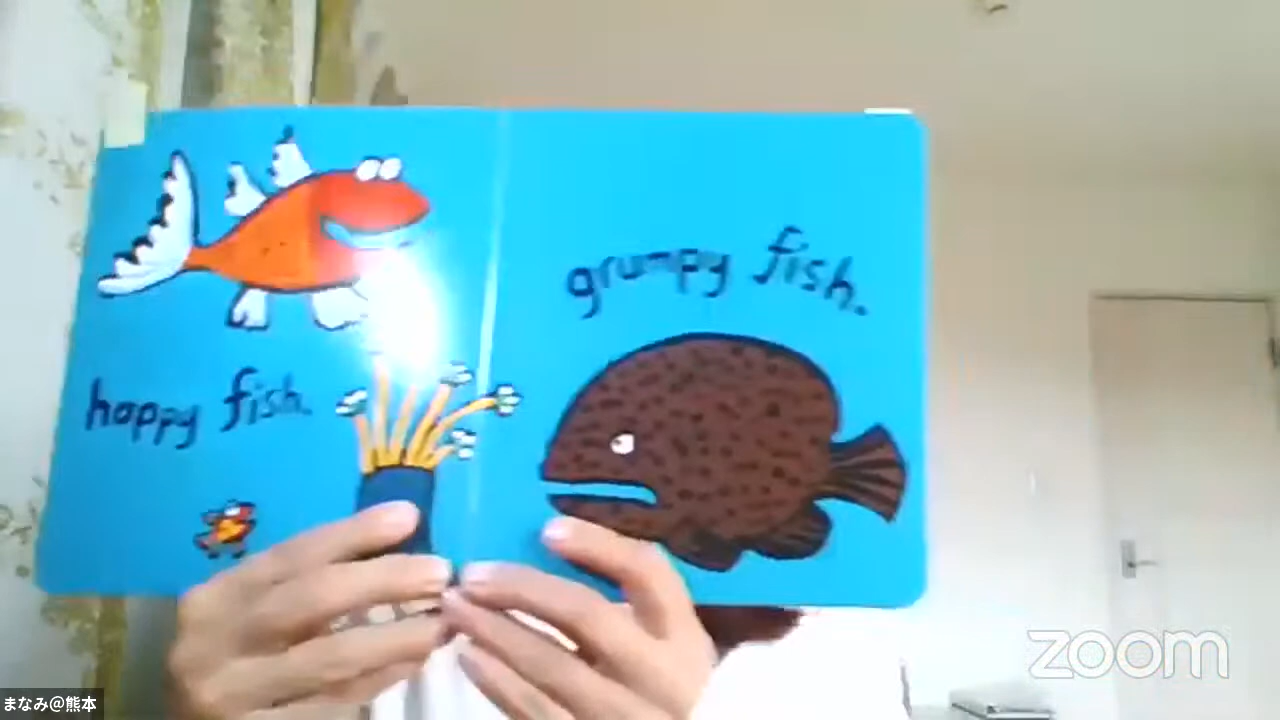 happy fish.
grumpy fish.
zoom
まなみ@熊本